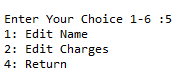 Enter Your Choice 1-6 :5
1: Edit Name
2: Edit Charges
4: Return